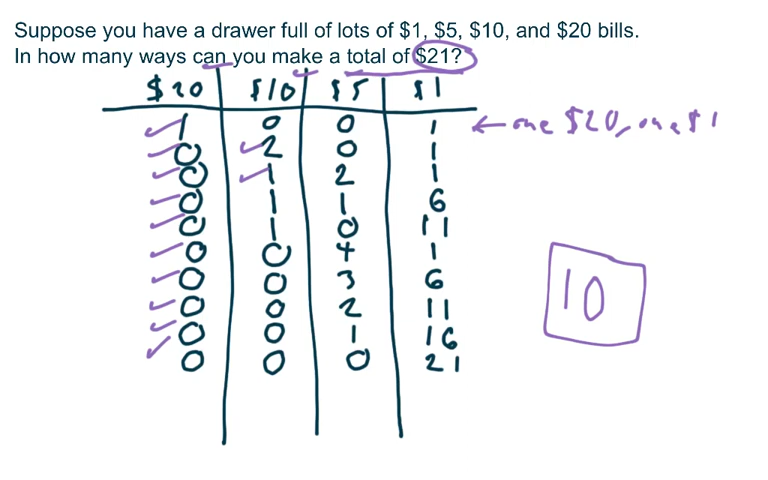 Suppose you have a drawer full of lots of $1, $5, $10, and $20 bills.
In how many ways can you make a total of $21?
$20 $10 $5 $1
1 0 0 1 ← one $20, one $1
0 2 0 1
0 1 2 1
0 1 1 6
0 1 0 11
0 0 4 1
0 0 3 6
0 0 2 11
0 0 1 16
0 0 0 21
10